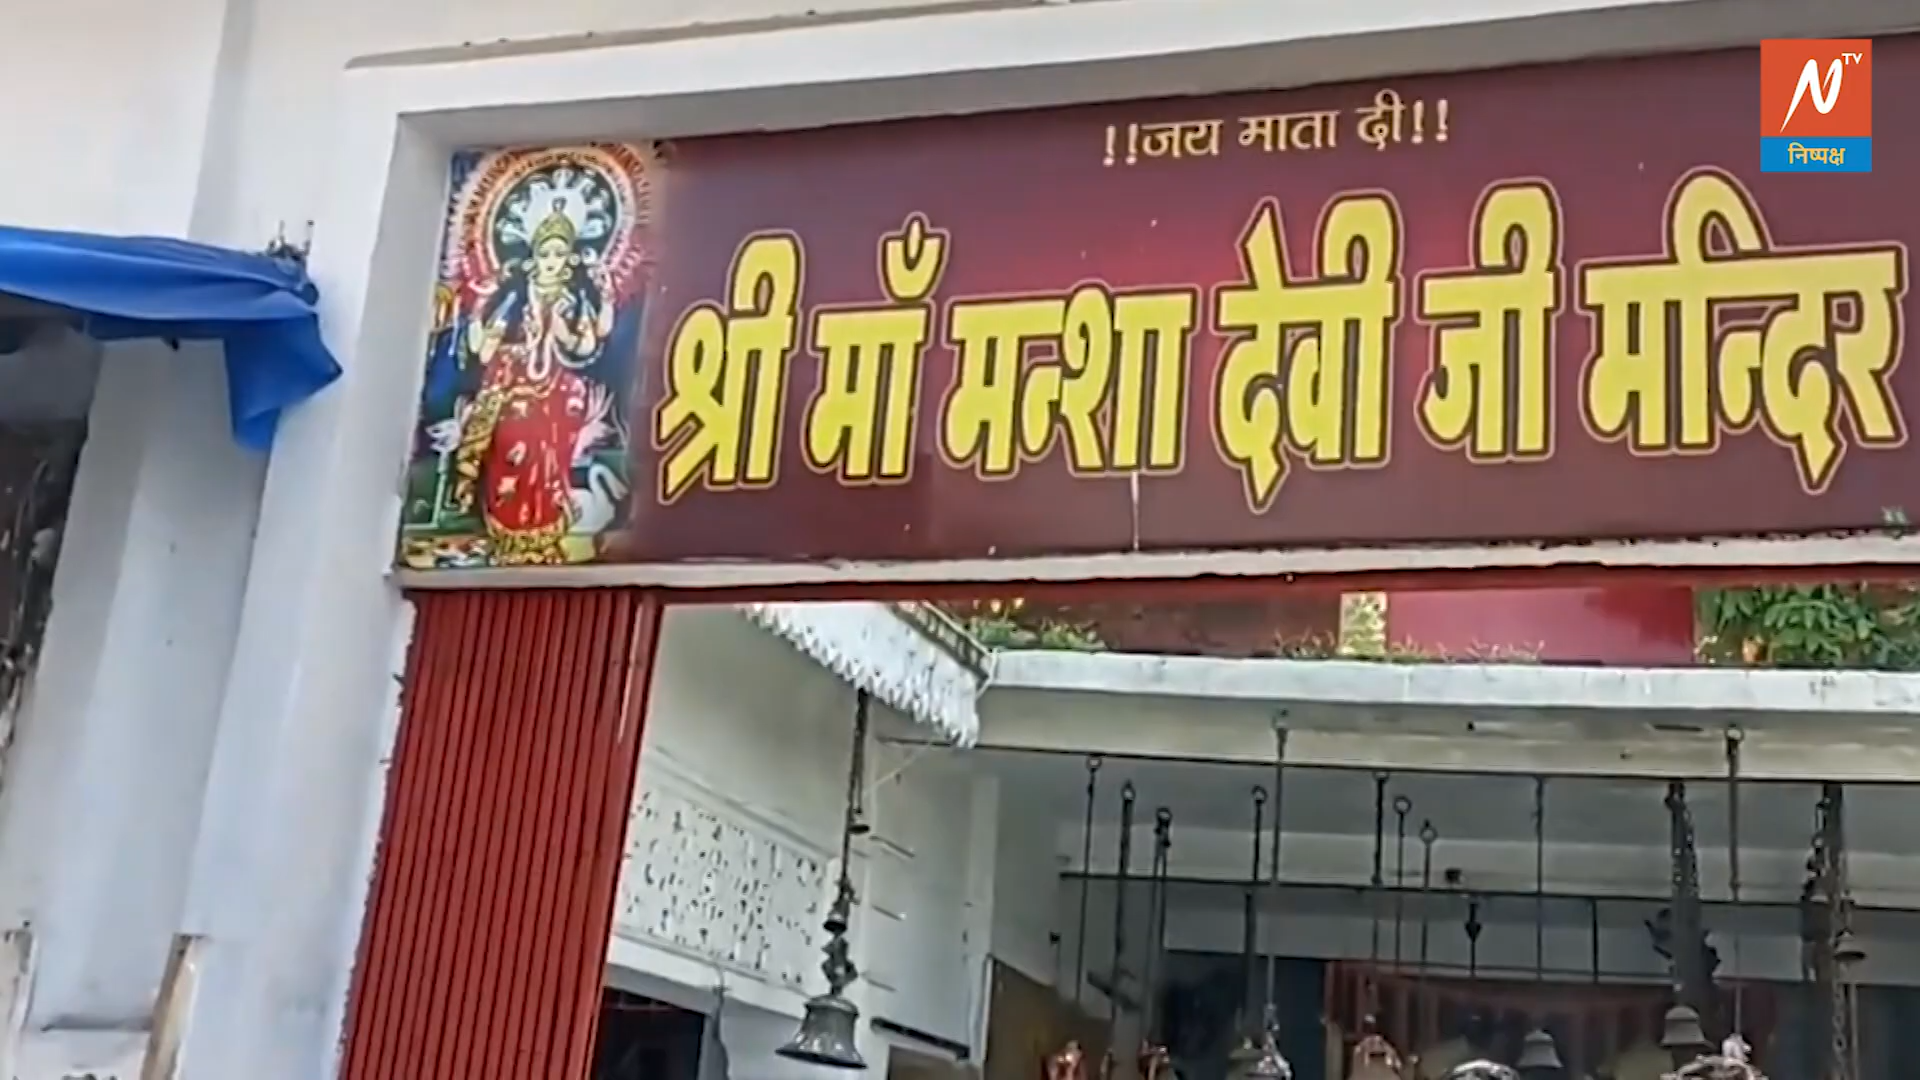 !!जय माता दी!!
श्री माँ मन्शा देवी जी मन्दिर
N TV
निष्पक्ष